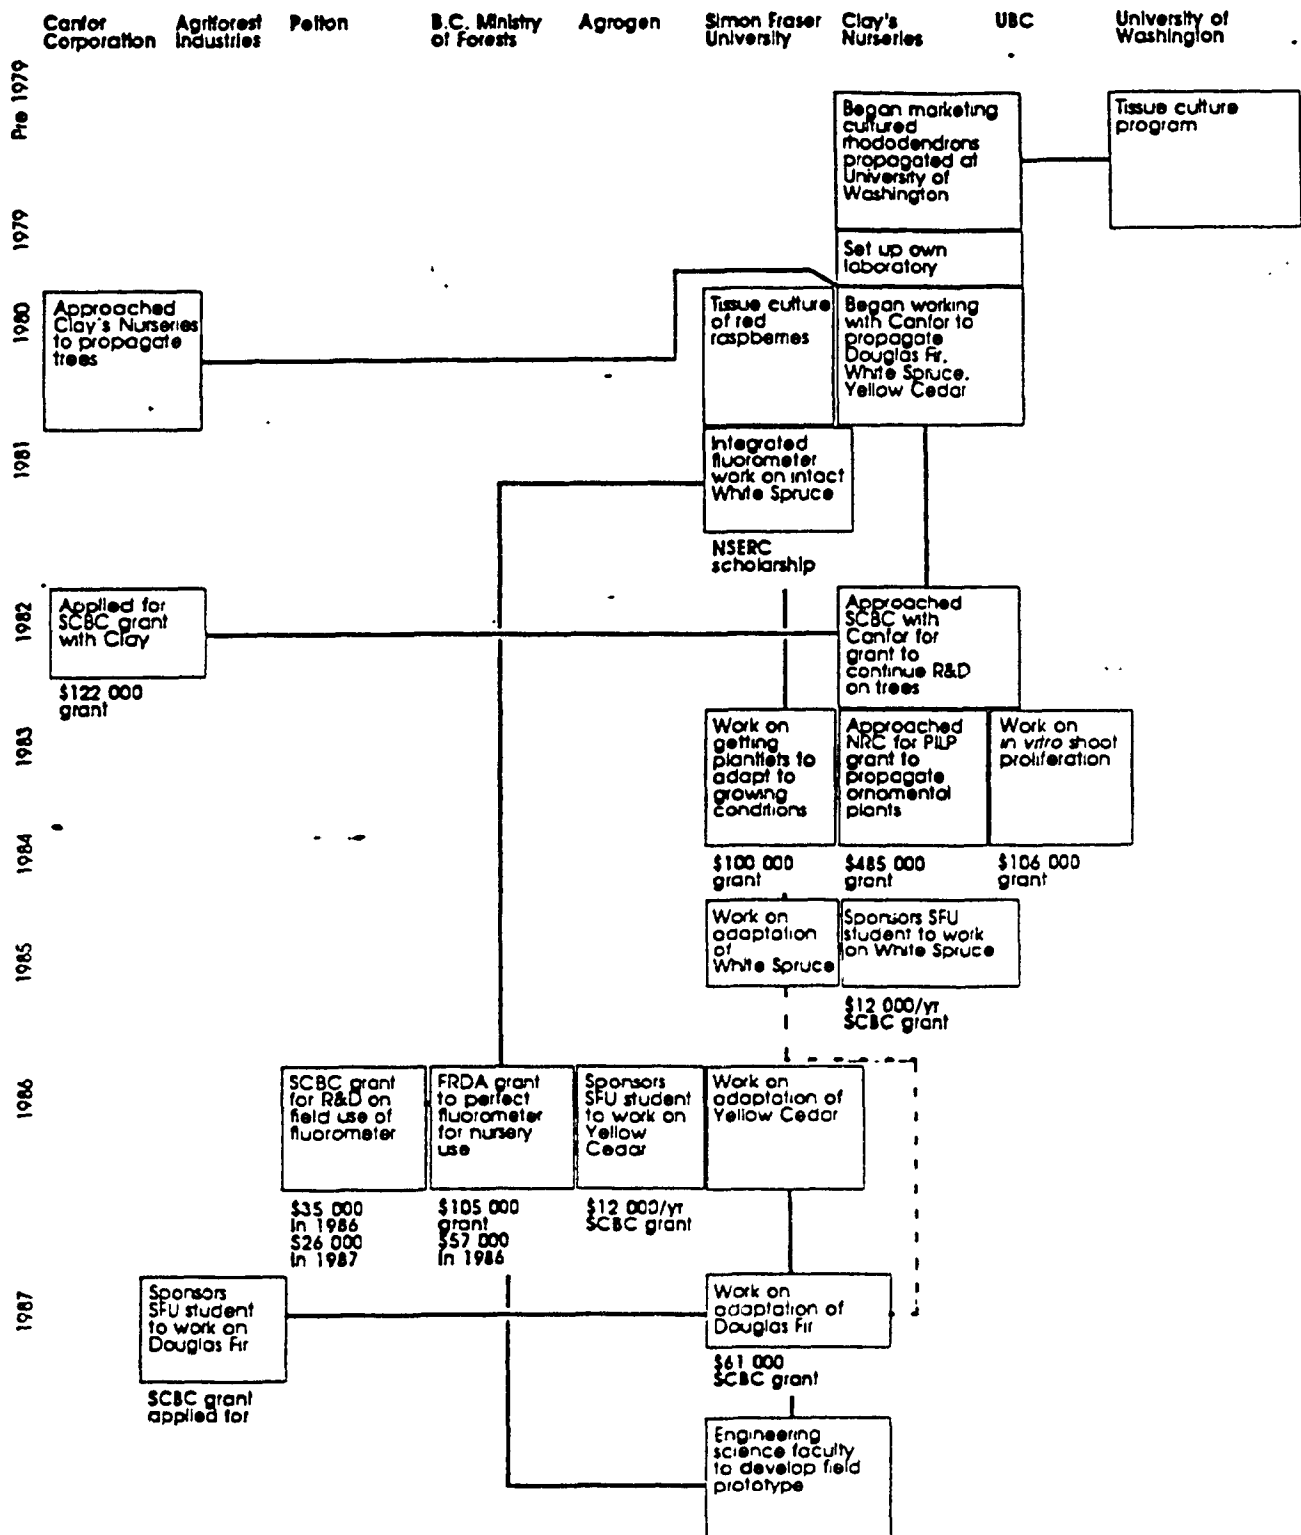 Canfor
Corporation
Agriforest
Industries
Pelton
B.C. Ministry
of Forests
Agrogen
Simon Fraser
University
Clay's
Nurseries
UBC
University of
Washington
Pre 1979
Began marketing
cultured
rhododendrons
propagated at
University of
Washington
Tissue culture
program
1979
Set up own
laboratory
1980
Approached
Clay's Nurseries
to propagate
trees
Tissue culture
of red
raspberries
Began working
with Canfor to
propagate
Douglas Fir,
White Spruce,
Yellow Cedar
1981
Integrated
fluorometer
work on intact
White Spruce
NSERC
scholarship
1982
Applied for
SCBC grant
with Clay
$122 000
grant
Approached
SCBC with
Canfor for
grant to
continue R&D
on trees
1983
Work on
getting
plantlets to
adapt to
growing
conditions
Approached
NRC for PILP
grant to
propagate
ornamental
plants
Work on
in vitro shoot
proliferation
1984
$100 000
grant
$485 000
grant
$106 000
grant
1985
Work on
adaptation
of
White Spruce
Sponsors SFU
student to work
on White Spruce
$12 000/yr
SCBC grant
1986
SCBC grant
for R&D on
field use of
fluorometer
FRDA grant
to perfect
fluorometer
for nursery
use
Sponsors
SFU student
to work on
Yellow
Cedar
Work on
adaptation of
Yellow Cedar
$35 000
in 1986
$26 000
in 1987
$105 000
grant
$57 000
in 1986
$12 000/yr
SCBC grant
1987
Sponsors
SFU student
to work on
Douglas Fir
SCBC grant
applied for
Work on
adaptation of
Douglas Fir
$61 000
SCBC grant
Engineering
science faculty
to develop field
prototype